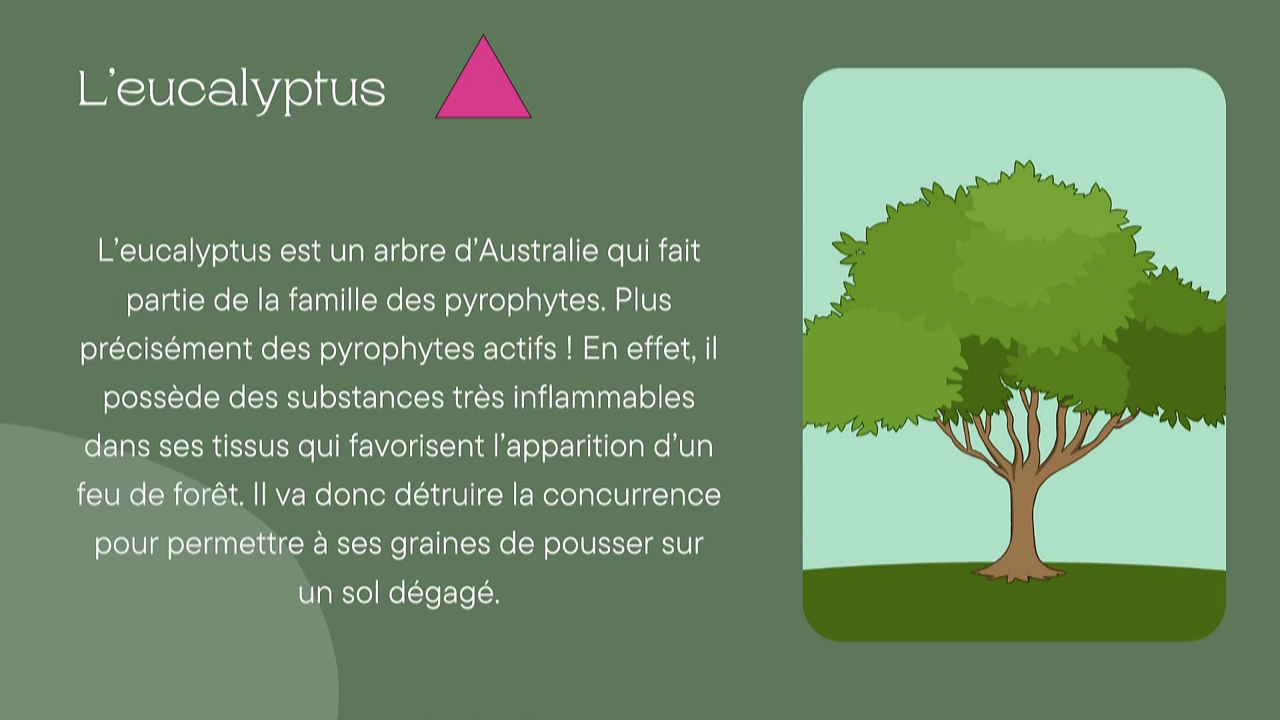 L’eucalyptus
L’eucalyptus est un arbre d’Australie qui fait
partie de la famille des pyrophytes. Plus
précisément des pyrophytes actifs ! En effet, il
possède des substances très inflammables
dans ses tissus qui favorisent l’apparition d’un
feu de forêt. Il va donc détruire la concurrence
pour permettre à ses graines de pousser sur
un sol dégagé.